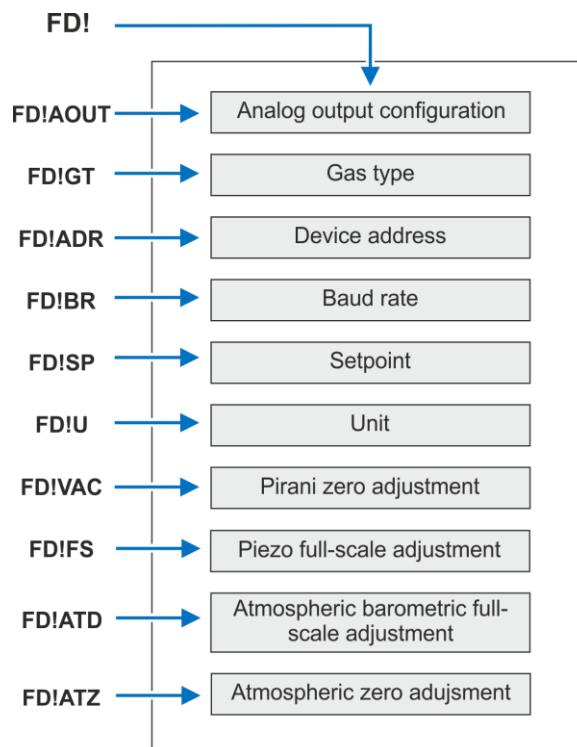 FD!
FD!AOUT Analog output configuration
FD!GT Gas type
FD!ADR Device address
FD!BR Baud rate
FD!SP Setpoint
FD!U Unit
FD!VAC Pirani zero adjustment
FD!FS Piezo full-scale adjustment
FD!ATD Atmospheric barometric full-
scale adjustment
FD!ATZ Atmospheric zero adujsment